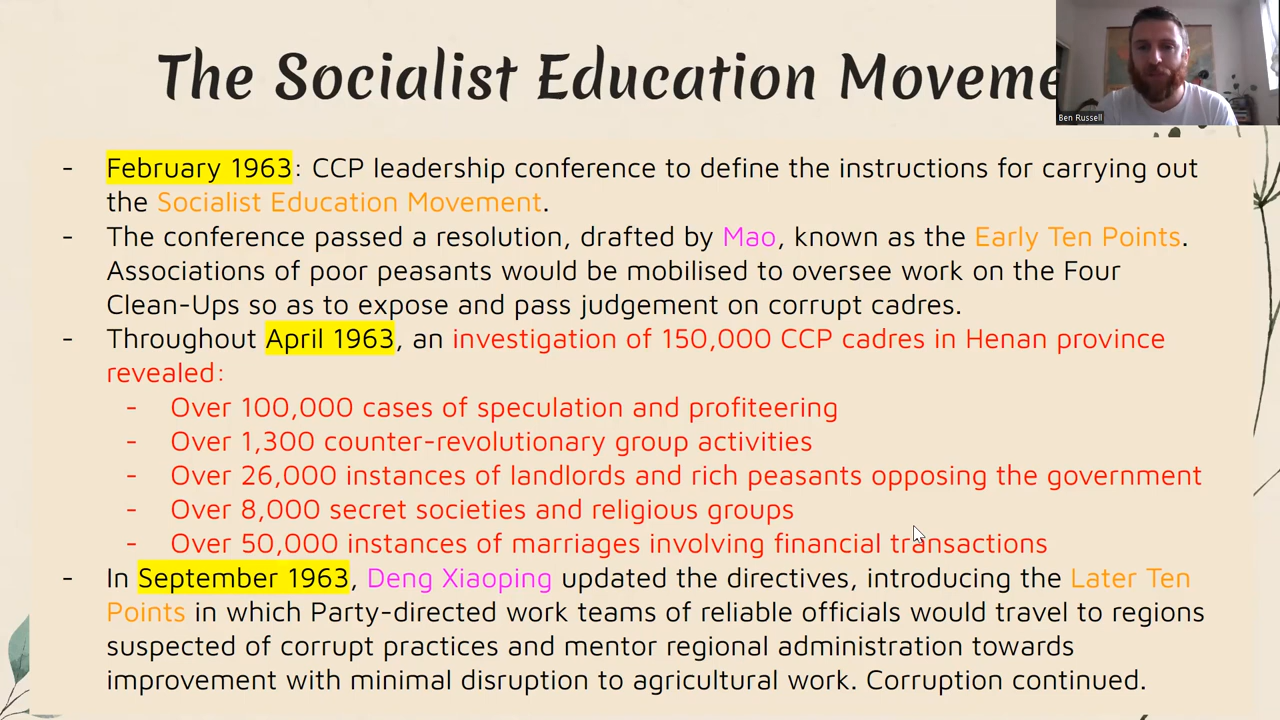 The Socialist Education Moveme
Ben Russell
- February 1963: CCP leadership conference to define the instructions for carrying out
the Socialist Education Movement.
- The conference passed a resolution, drafted by Mao, known as the Early Ten Points.
Associations of poor peasants would be mobilised to oversee work on the Four
Clean-Ups so as to expose and pass judgement on corrupt cadres.
- Throughout April 1963, an investigation of 150,000 CCP cadres in Henan province
revealed:
- Over 100,000 cases of speculation and profiteering
- Over 1,300 counter-revolutionary group activities
- Over 26,000 instances of landlords and rich peasants opposing the government
- Over 8,000 secret societies and religious groups
- Over 50,000 instances of marriages involving financial transactions
- In September 1963, Deng Xiaoping updated the directives, introducing the Later Ten
Points in which Party-directed work teams of reliable officials would travel to regions
suspected of corrupt practices and mentor regional administration towards
improvement with minimal disruption to agricultural work. Corruption continued.